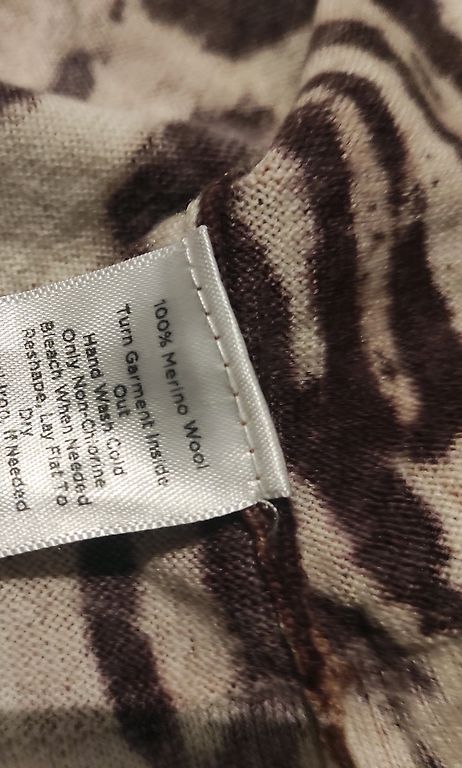 100% Merino Wool
Turn Garment Inside
Out
Hand Wash Cold
Only Non-Chlorine
Bleach When Needed
Reshape, Lay Flat To
Dry
Iron, If Needed